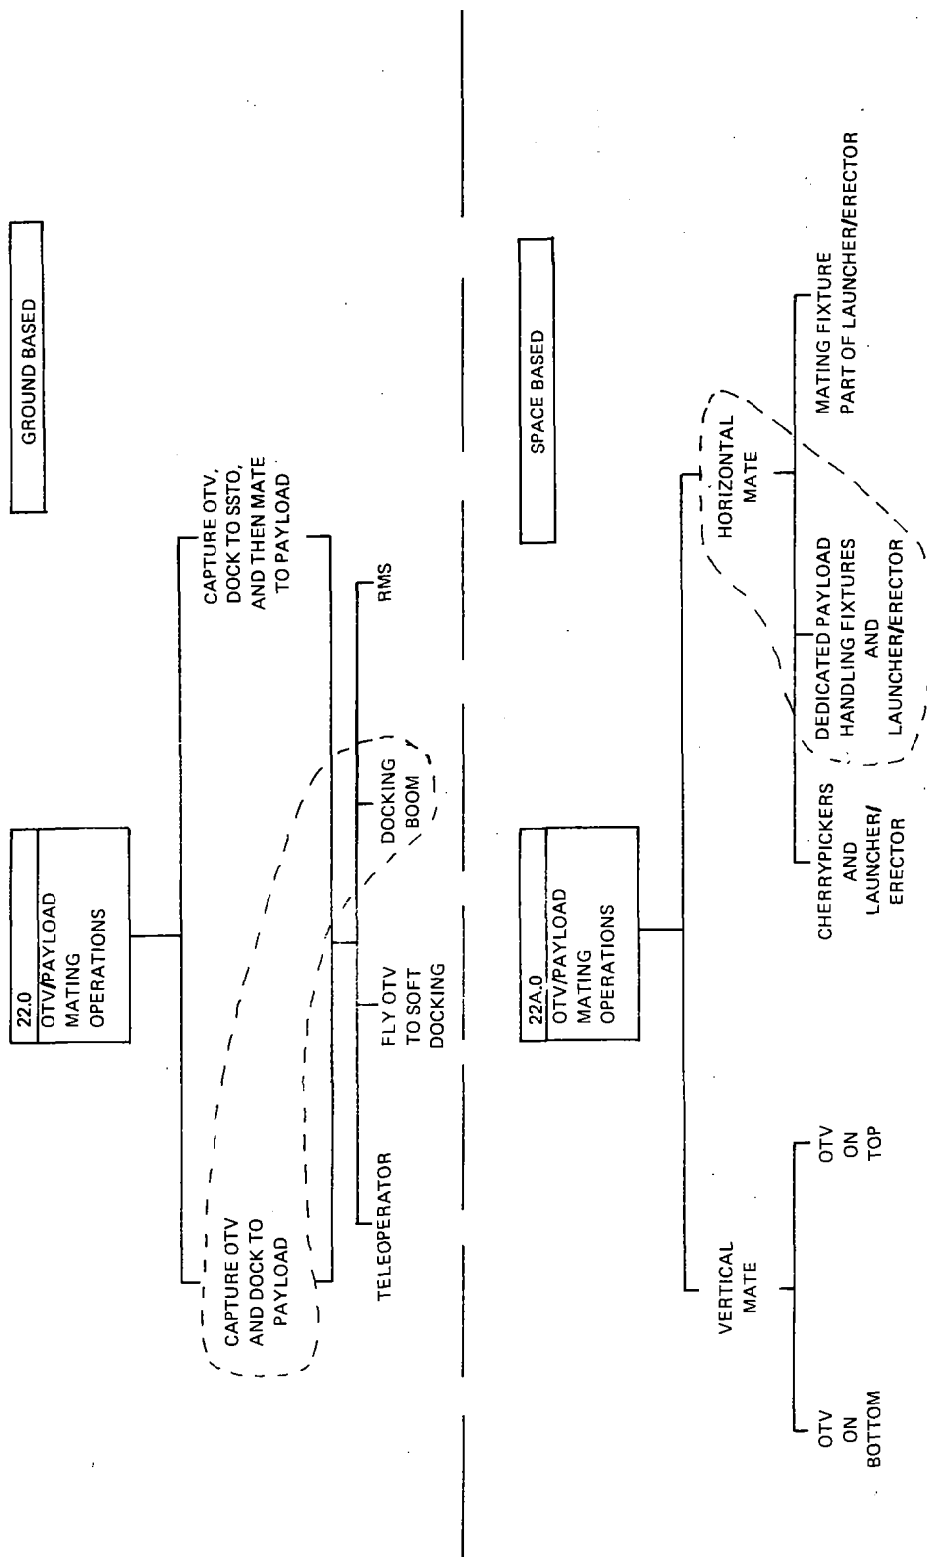 GROUND BASED
22.0
OTV/PAYLOAD
MATING
OPERATIONS
CAPTURE OTV
AND DOCK TO
PAYLOAD
CAPTURE OTV,
DOCK TO SSTO,
AND THEN MATE
TO PAYLOAD
TELEOPERATOR
FLY OTV
TO SOFT
DOCKING
DOCKING
BOOM
RMS
SPACE BASED
22A.0
OTV/PAYLOAD
MATING
OPERATIONS
VERTICAL
MATE
HORIZONTAL
MATE
OTV
ON
BOTTOM
OTV
ON
TOP
CHERRYPICKERS
AND
LAUNCHER/
ERECTOR
DEDICATED PAYLOAD
HANDLING FIXTURES
AND
LAUNCHER/ERECTOR
MATING FIXTURE
PART OF LAUNCHER/ERECTOR